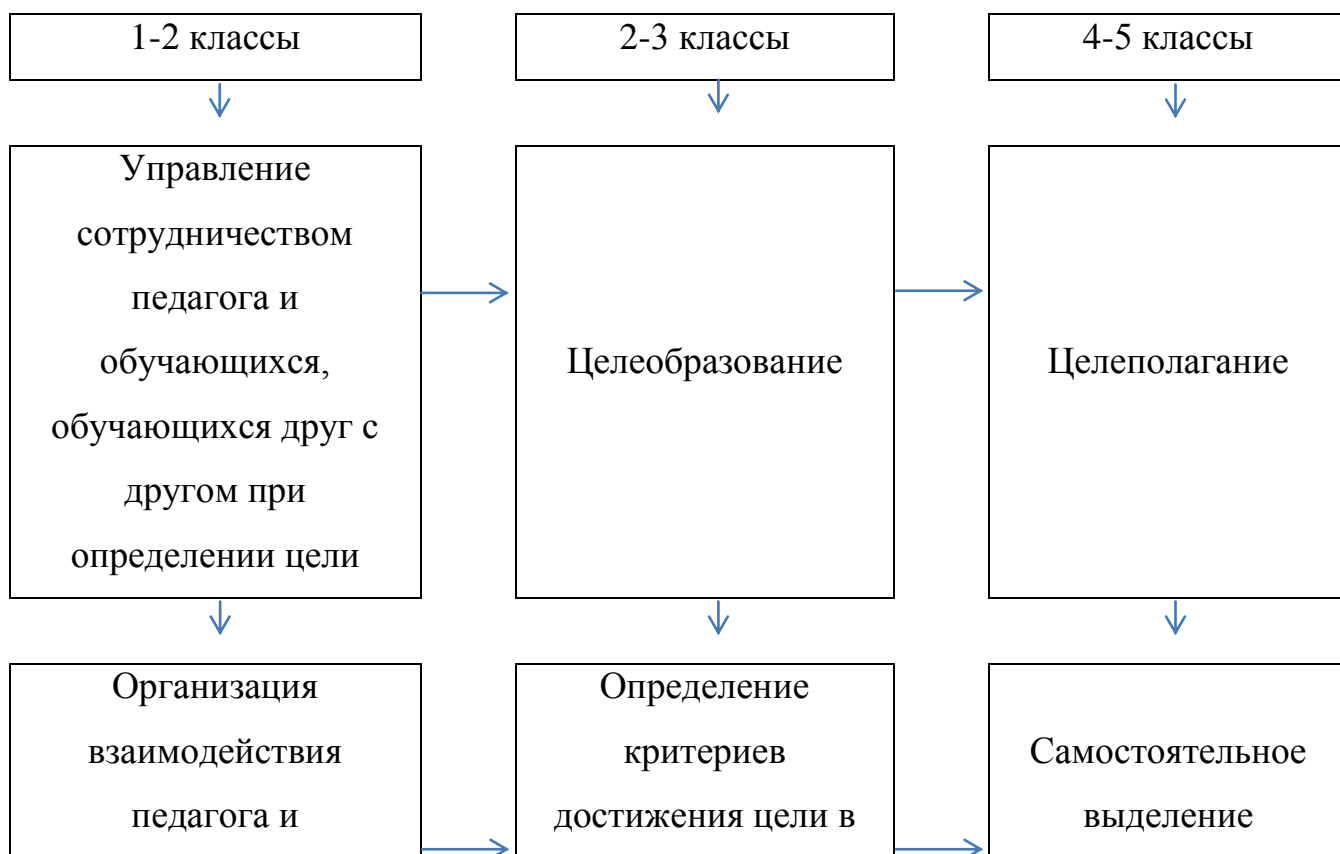 1-2 классы
2-3 классы
4-5 классы
Управление
сотрудничеством
педагога и
обучающихся,
обучающихся друг с
другом при
определении цели
Целеобразование
Целеполагание
Организация
взаимодействия
педагога и
Определение
критериев
достижения цели в
Самостоятельное
выделение